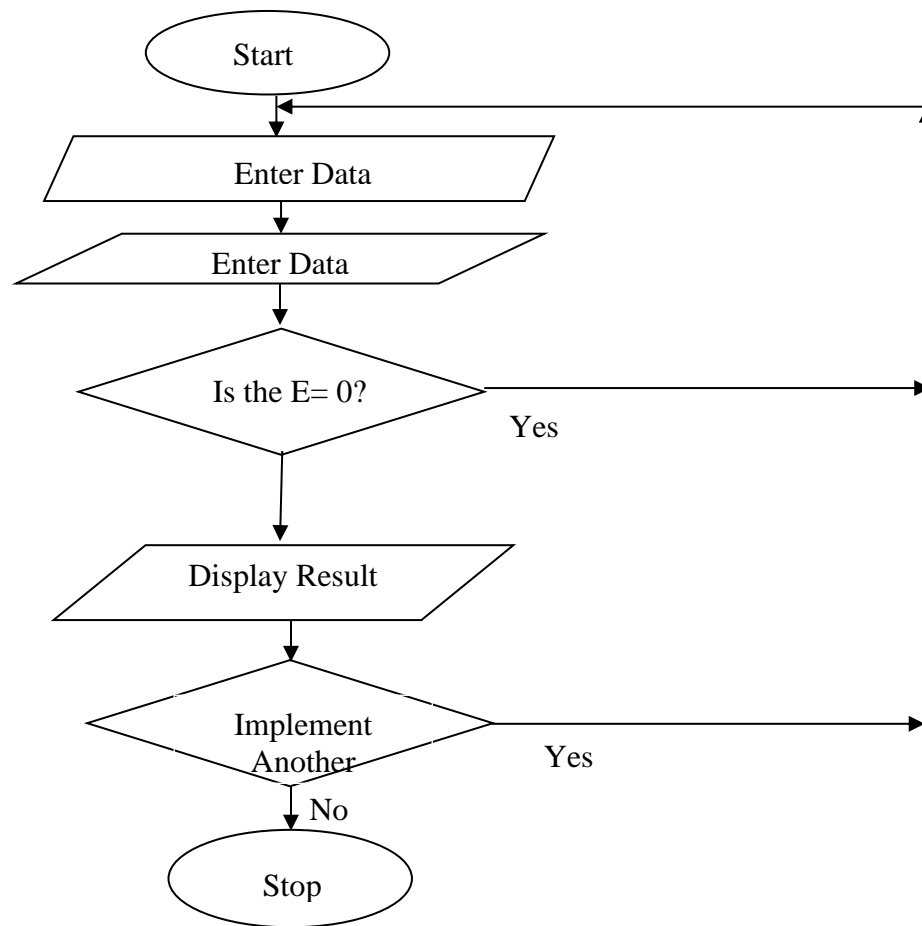 Start
Enter Data
Enter Data
Is the E= 0?
Yes
Display Result
Implement
Another
Yes
No
Stop